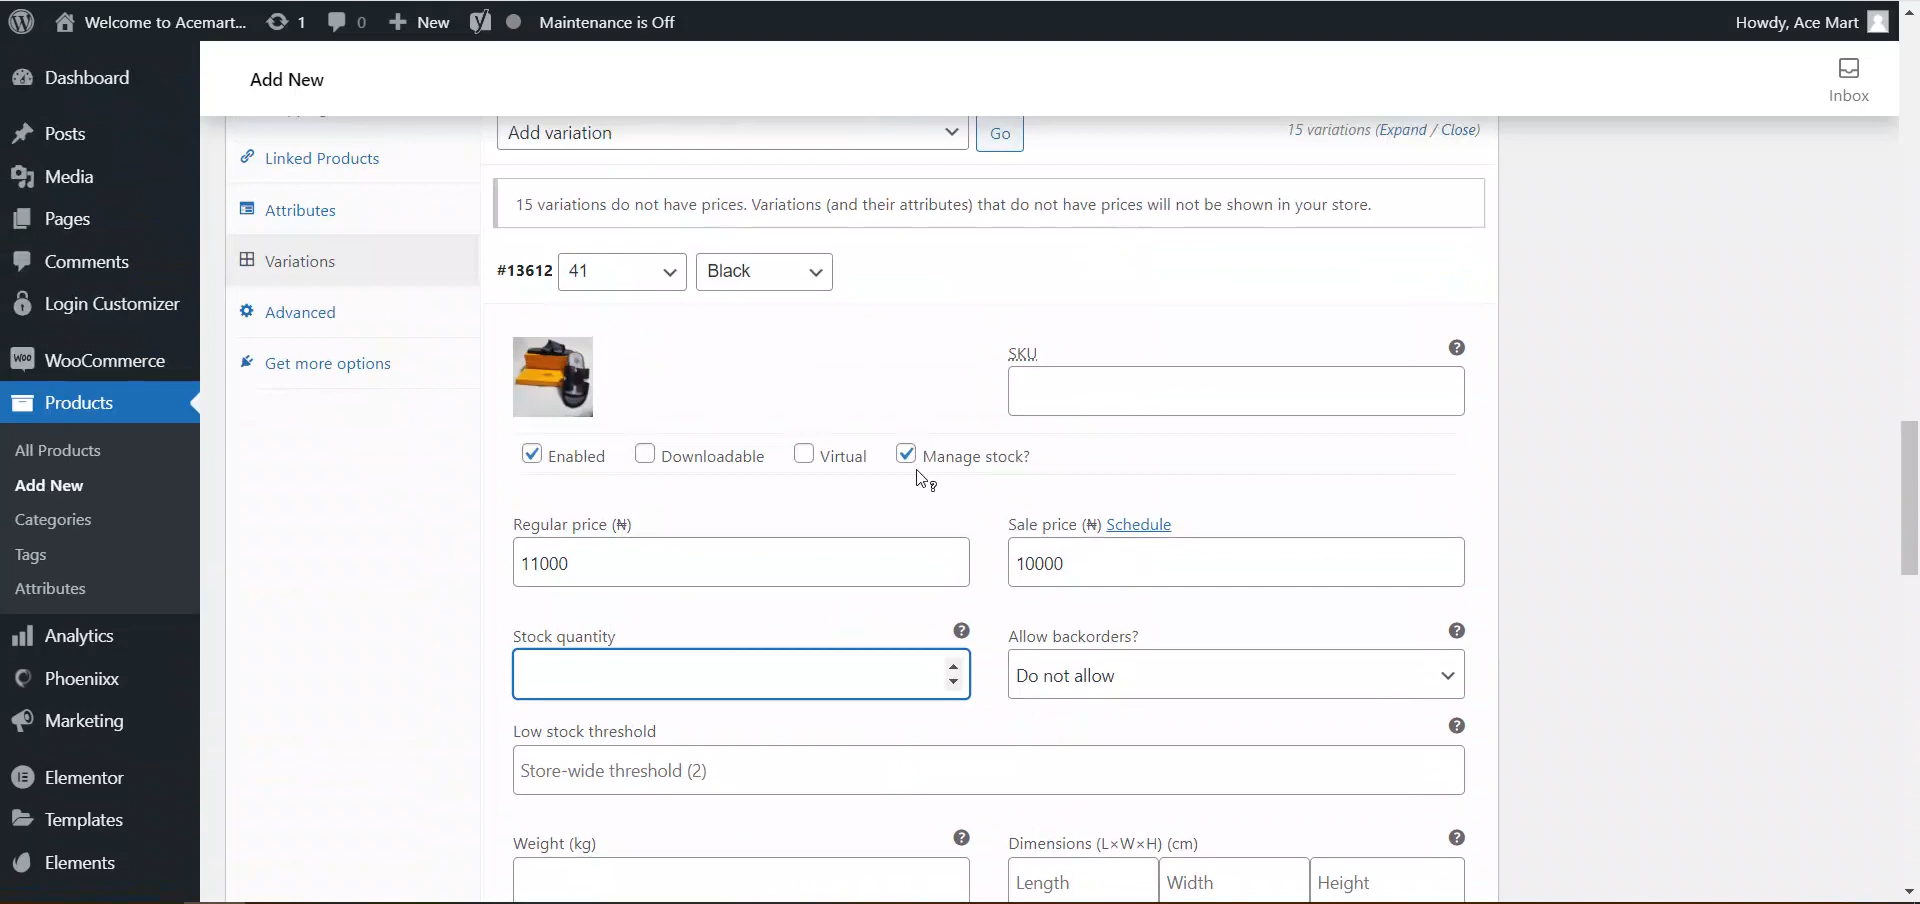 Welcome to Acemart... 1 0 New Maintenance is Off Howdy, Ace Mart
Add New
Inbox
Dashboard
Posts
Media
Pages
Comments
Login Customizer
WooCommerce
Products
All Products
Add New
Categories
Tags
Attributes
Analytics
Phoeniixx
Marketing
Elementor
Templates
Elements
Linked Products
Attributes
Variations
Advanced
Get more options
Add variation Go 15 variations (Expand / Close)
15 variations do not have prices. Variations (and their attributes) that do not have prices will not be shown in your store.
#13612 41 Black
SKU
Enabled Downloadable Virtual Manage stock?
Regular price (₦) Sale price (₦) Schedule
11000 10000
Stock quantity Allow backorders?
Do not allow
Low stock threshold
Store-wide threshold (2)
Weight (kg) Dimensions (L×W×H) (cm)
Length Width Height